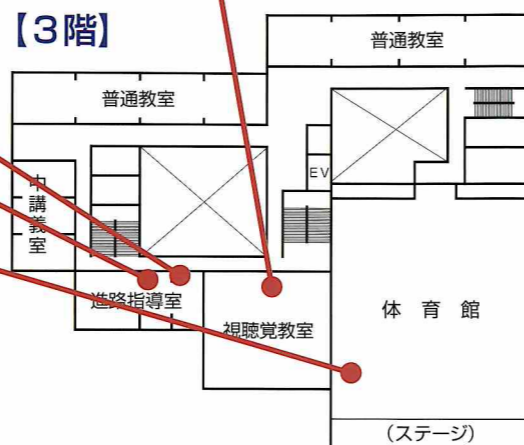 【3階】
普通教室
普通教室
中講義室
EV
進路指導室
視聴覚教室
体育館
(ステージ)